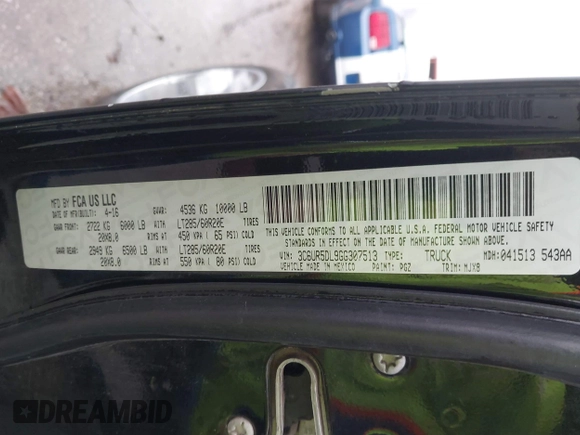 MFD BY FCA US LLC
DATE OF MFR(BUILT): 4-16 GVWR: 4536 KG 10000 LB
GAWR FRONT: 2722 KG 6000 LB WITH LT285/60R20E TIRES
20X8.0 RIMS AT 450 KPA ( 65 PSI) COLD
GAWR REAR: 2948 KG 6500 LB WITH LT285/60R20E TIRES
20X8.0 RIMS AT 550 KPA ( 80 PSI) COLD
THIS VEHICLE CONFORMS TO ALL APPLICABLE U.S.A. FEDERAL MOTOR VEHICLE SAFETY
STANDARDS IN EFFECT ON THE DATE OF MANUFACTURE SHOWN ABOVE.
VIN: 3C6UR5DL9GG307513 TYPE: TRUCK MDH: 041513 543AA
VEHICLE MADE IN MEXICO PAINT: PGZ TRIM: MJX8
DREAMBID